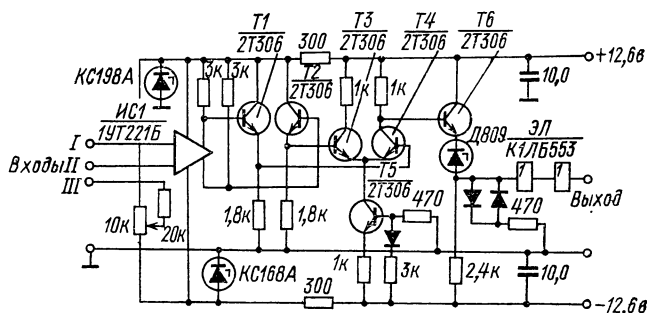 T1
2T306
300
T3
2T306
T4
2T306
T6
2T306
+12,6в
КС198А
3к
3к
T2
2T306
1к
1к
10,0
ИС1
1УТ221Б
Д809
ЭЛ
К1ЛБ553
I
Входы II
III
1
1
Выход
T5
2T306
470
470
10к
20к
1,8к
1,8к
КС168А
1к
3к
2,4к
10,0
300
-12,6в